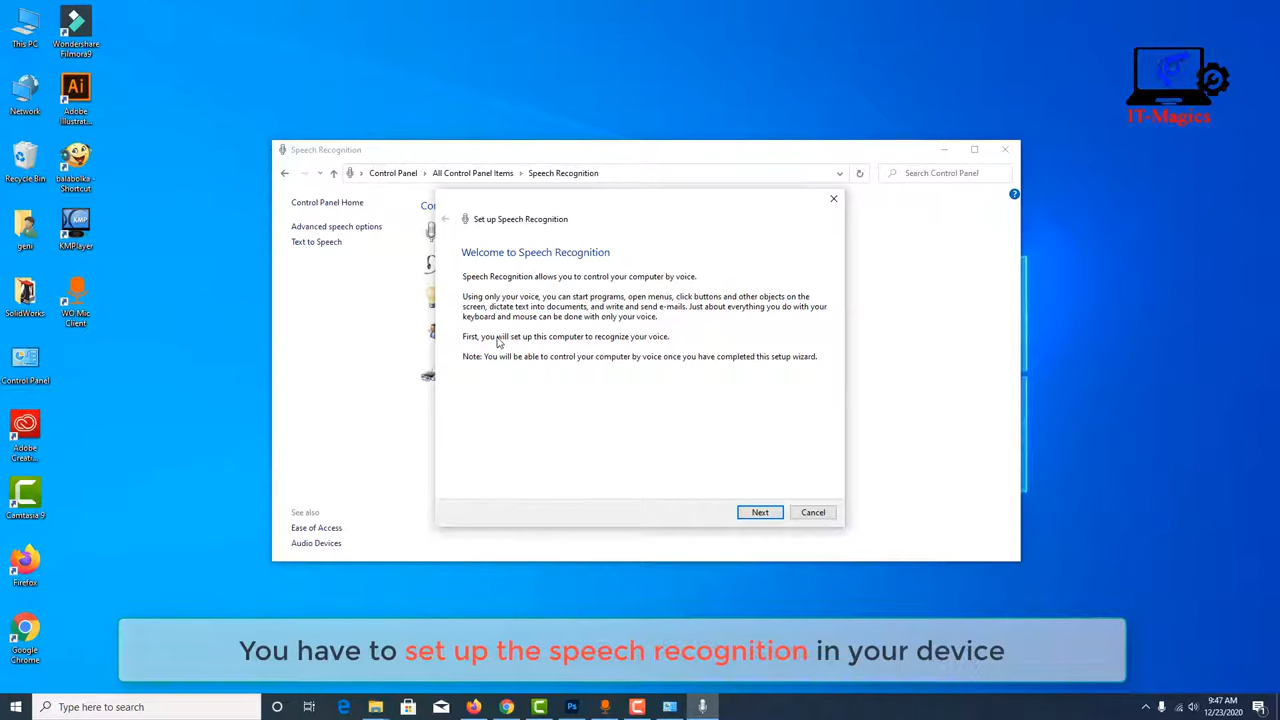 This PC
Wondershare
Filmora9
Network
Adobe
Illustrat...
Recycle Bin
balabolka -
Shortcut
geni
KMPlayer
SolidWorks
WO Mic
Client
Control Panel
Adobe
Creati...
Camtasia 9
Firefox
Google
Chrome
IT-Magics
Speech Recognition
Control Panel > All Control Panel Items > Speech Recognition
Search Control Panel
Control Panel Home
Advanced speech options
Text to Speech
See also
Ease of Access
Audio Devices
Set up Speech Recognition
Welcome to Speech Recognition
Speech Recognition allows you to control your computer by voice.
Using only your voice, you can start programs, open menus, click buttons and other objects on the
screen, dictate text into documents, and write and send e-mails. Just about everything you do with your
keyboard and mouse can be done with only your voice.
First, you will set up this computer to recognize your voice.
Note: You will be able to control your computer by voice once you have completed this setup wizard.
Next
Cancel
You have to set up the speech recognition in your device
Type here to search
9:47 AM
12/23/2020